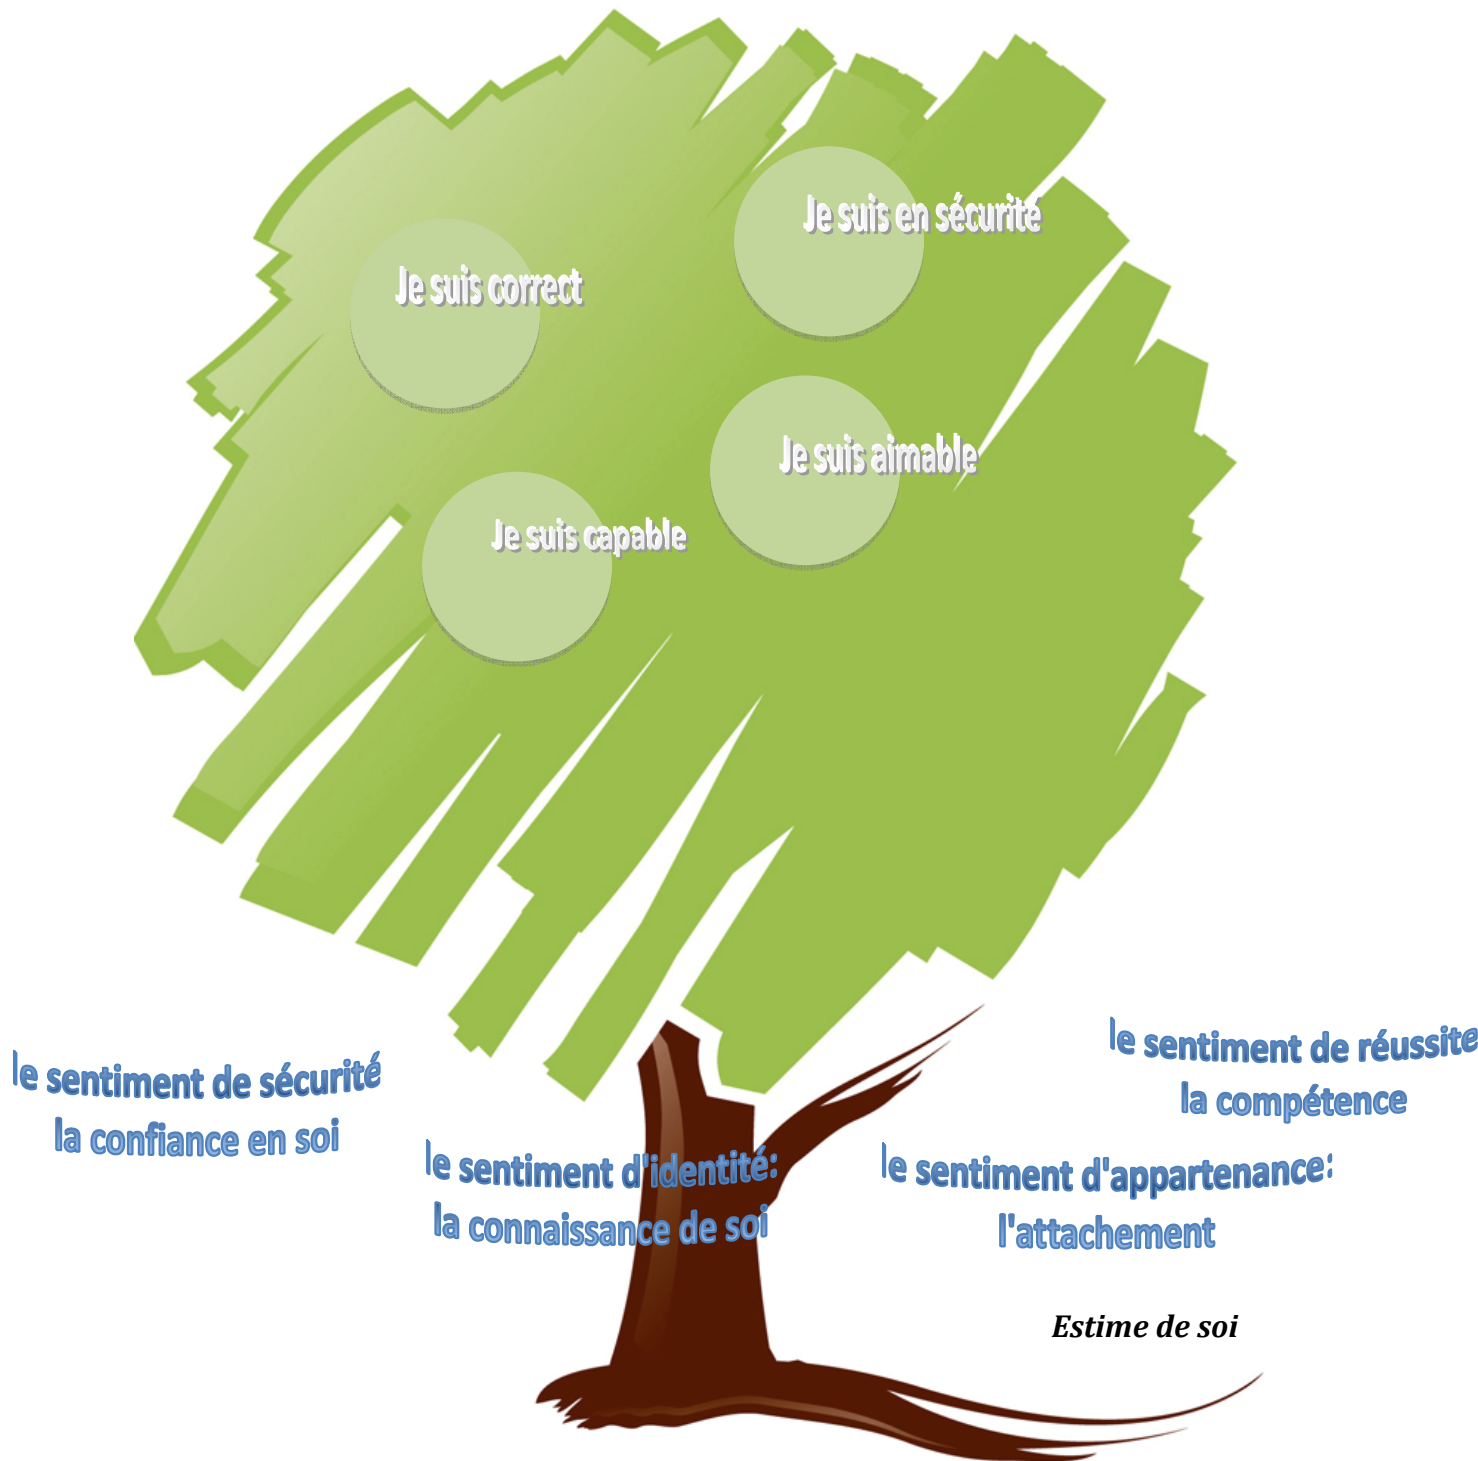 Je suis en sécurité
Je suis correct
Je suis aimable
Je suis capable
le sentiment de sécurité
la confiance en soi
le sentiment d'identité:
la connaissance de soi
le sentiment de réussite
la compétence
le sentiment d'appartenance:
l'attachement
Estime de soi